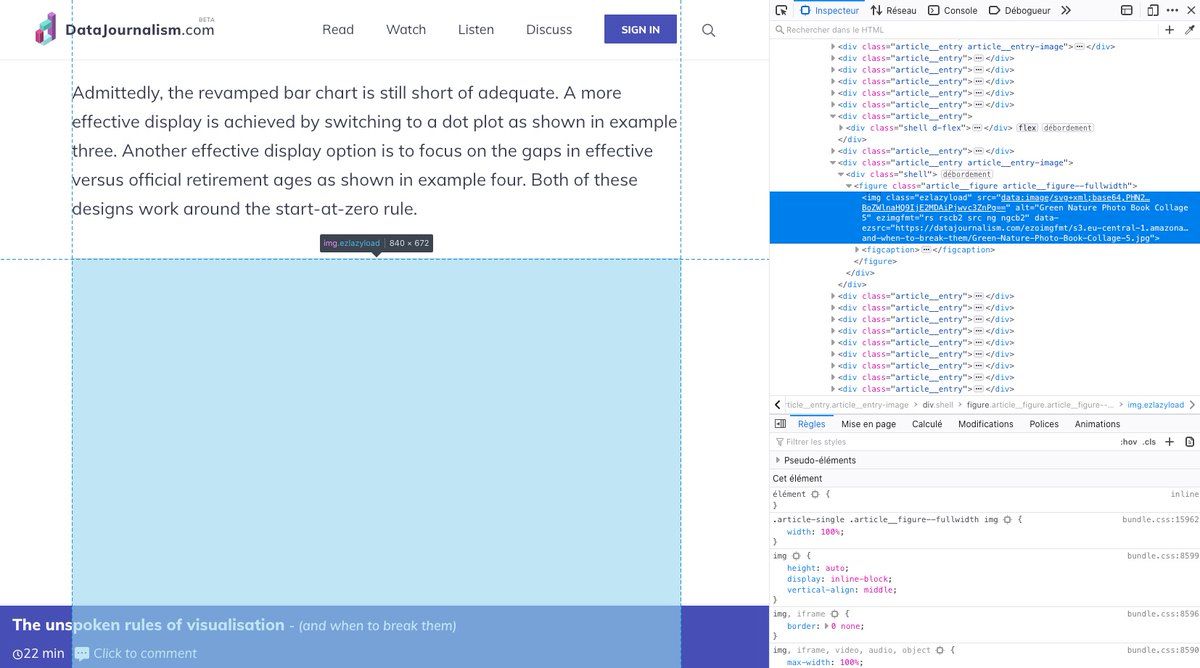 BETA
DataJournalism.com
Read
Watch
Listen
Discuss
SIGN IN
Admittedly, the revamped bar chart is still short of adequate. A more
effective display is achieved by switching to a dot plot as shown in example
three. Another effective display option is to focus on the gaps in effective
versus official retirement ages as shown in example four. Both of these
designs work around the start-at-zero rule.
img.ezlazyload | 840 × 672
The unspoken rules of visualisation - (and when to break them)
22 min
Click to comment
Inspecteur
Réseau
Console
Débogueur
Rechercher dans le HTML
<div class="article__entry article__entry-image">⋯</div>
<div class="article__entry">⋯</div>
<div class="article__entry">⋯</div>
<div class="article__entry">⋯</div>
<div class="article__entry">⋯</div>
<div class="article__entry">⋯</div>
<div class="article__entry">
<div class="shell d-flex">⋯</div> flex débordement
</div>
<div class="article__entry">⋯</div>
<div class="article__entry article__entry-image">
<div class="shell"> débordement
<figure class="article__figure article__figure--fullwidth">
<img class="ezlazyload" src="data:image/svg+xml;base64,PHN2…
BoZWlnaHQ9IjE2MDAiPjwvc3ZnPg==" alt="Green Nature Photo Book Collage
5" ezimgfmt="rs rscb2 src ng ngcb2" data-
ezsrc="https://datajournalism.com/ezoimgfmt/s3.eu-central-1.amazona…
and-when-to-break-them/Green-Nature-Photo-Book-Collage-5.jpg">
<figcaption>⋯</figcaption>
</figure>
</div>
</div>
<div class="article__entry">⋯</div>
<div class="article__entry">⋯</div>
<div class="article__entry">⋯</div>
<div class="article__entry">⋯</div>
<div class="article__entry">⋯</div>
<div class="article__entry">⋯</div>
<div class="article__entry">⋯</div>
<div class="article__entry">⋯</div>
<div class="article__entry">⋯</div>
rticle__entry.article__entry-image > div.shell > figure.article__figure.article__figure--… > img.ezlazyload
Règles
Mise en page
Calculé
Modifications
Polices
Animations
Filtrer les styles
:hov .cls +
Pseudo-éléments
Cet élément
élément { inline
}
.article-single .article__figure--fullwidth img { bundle.css:15962
width: 100%;
}
img { bundle.css:8599
height: auto;
display: inline-block;
vertical-align: middle;
}
img, iframe { bundle.css:8596
border: 0 none;
}
img, iframe, video, audio, object { bundle.css:8590
max-width: 100%;